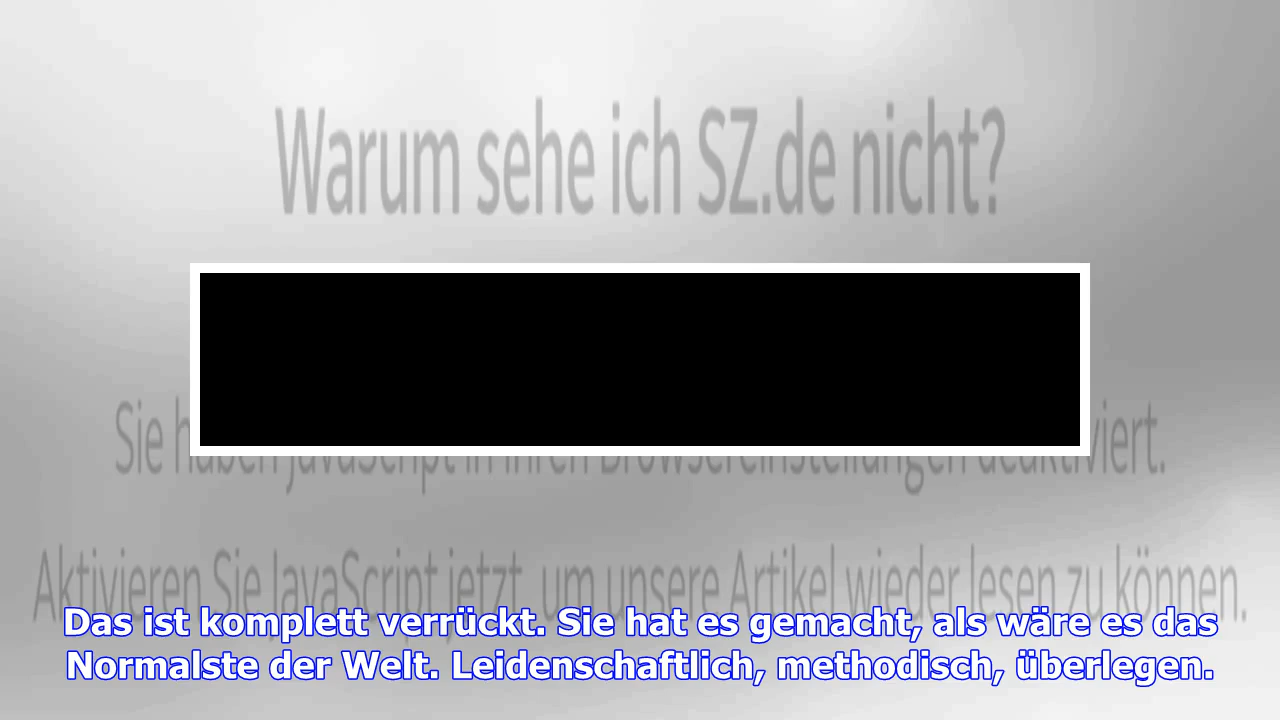 Warum sehe ich SZ.de nicht?
Sie haben JavaScript in Ihren Browsereinstellungen deaktiviert.
Aktivieren Sie JavaScript jetzt, um unsere Artikel wieder lesen zu können.
Das ist komplett verrückt. Sie hat es gemacht, als wäre es das
Normalste der Welt. Leidenschaftlich, methodisch, überlegen.